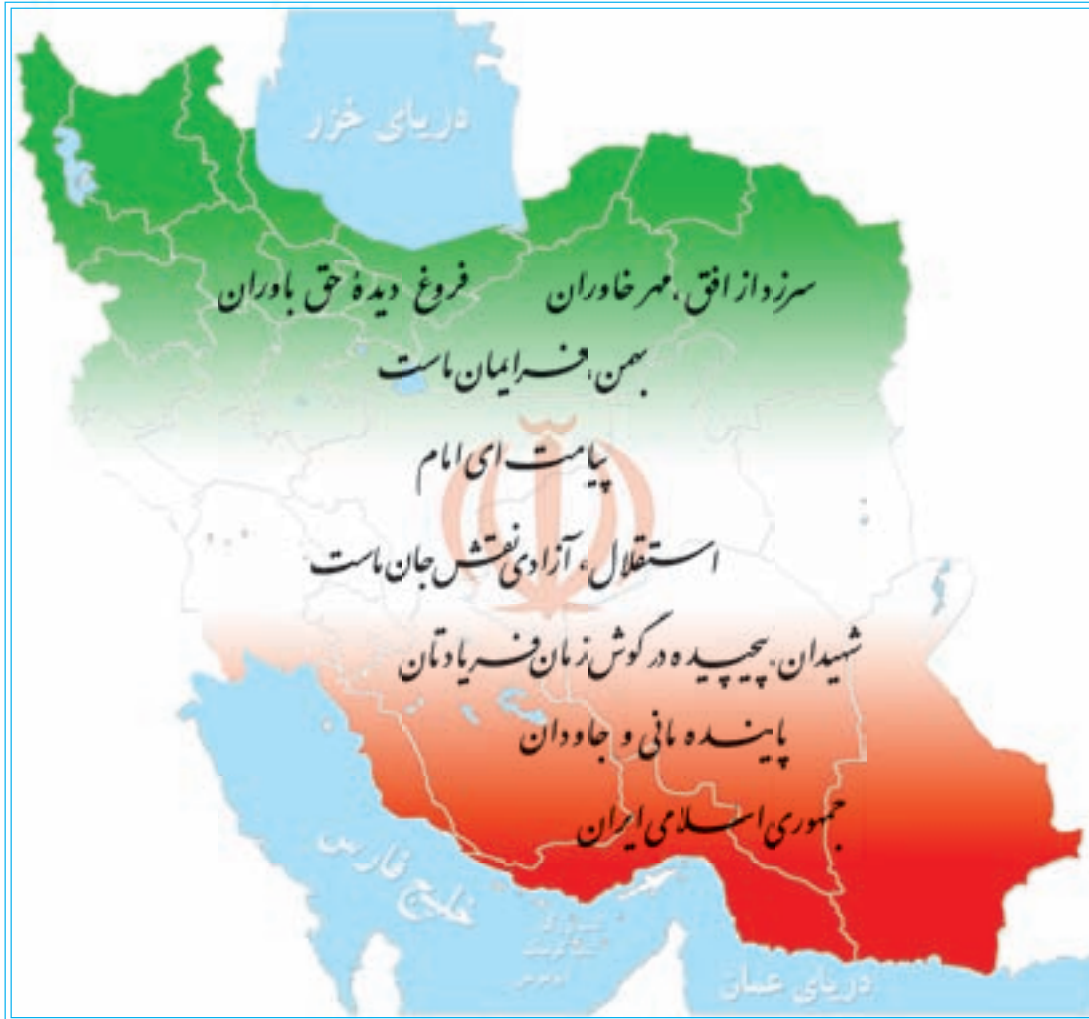 دریای خزر
سرزد از افق، مهر خاوران فروغ دیدهٔ حق باوران
بهمن، فر ایمان ماست
پیامت ای امام
استقلال، آزادی نقش جان ماست
شهیدان، پیچیده در گوش زمان فریادتان
پاینده مانی و جاودان
جمهوری اسلامی ایران
خلیج فارس
دریای عمان